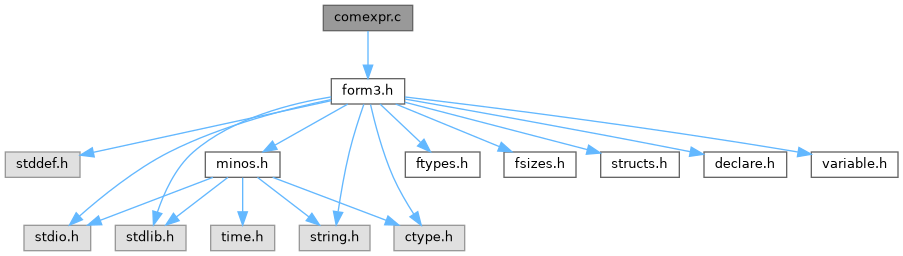 comexpr.c
form3.h
stddef.h
minos.h
ftypes.h
fsizes.h
structs.h
declare.h
variable.h
stdio.h
stdlib.h
time.h
string.h
ctype.h